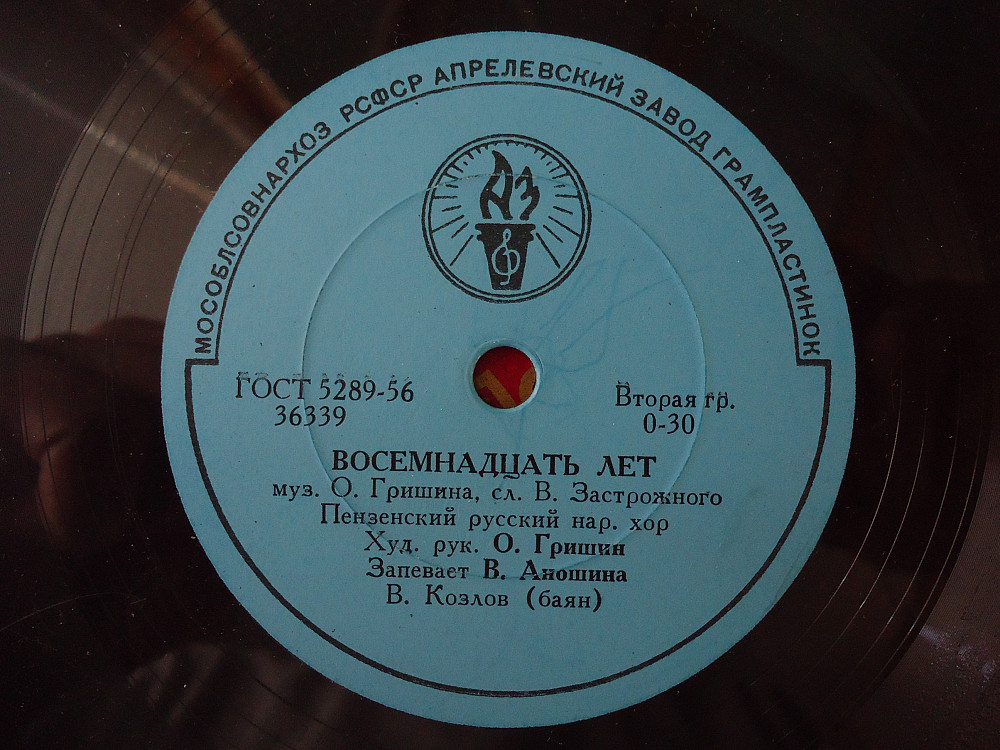 МОСОБЛСОВНАРХОЗ РСФСР АПРЕЛЕВСКИЙ ЗАВОД ГРАМПЛАСТИНОК
АЗ
ГОСТ 5289-56
36339
Вторая гр.
0-30
ВОСЕМНАДЦАТЬ ЛЕТ
муз. О. Гришина, сл. В. Застрожного
Пензенский русский нар. хор
Худ. рук. О. Гришин
Запевает В. Аношина
В. Козлов (баян)